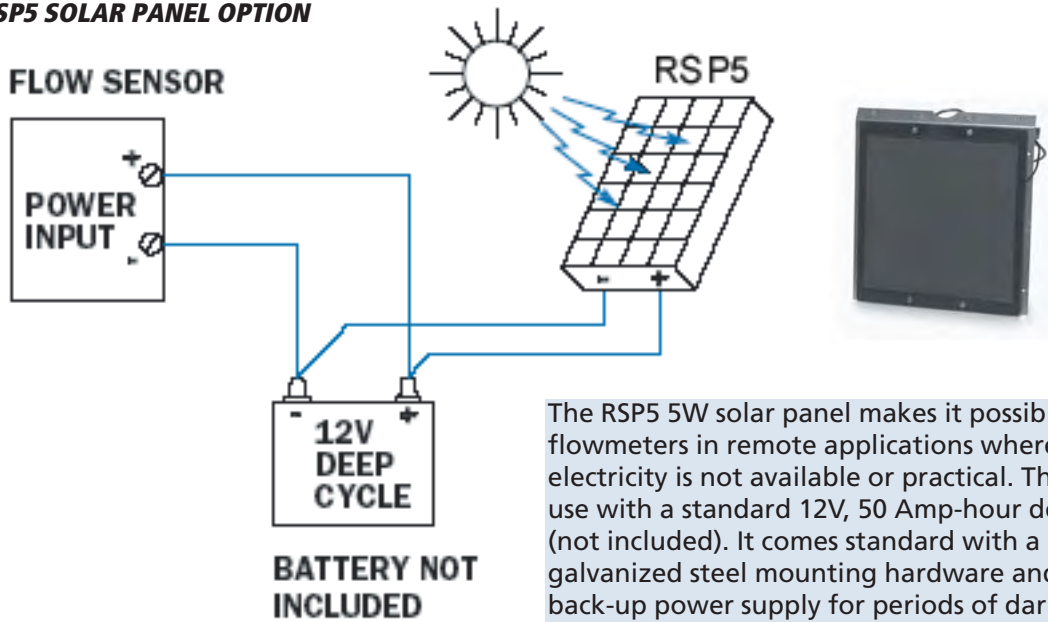 SP5 SOLAR PANEL OPTION
FLOW SENSOR
RSP5
+
POWER
INPUT
-
- +
- +
12V
DEEP
CYCLE
BATTERY NOT
INCLUDED
The RSP5 5W solar panel makes it possib
flowmeters in remote applications where
electricity is not available or practical. Th
use with a standard 12V, 50 Amp-hour d
(not included). It comes standard with a
galvanized steel mounting hardware and
back-up power supply for periods of dar